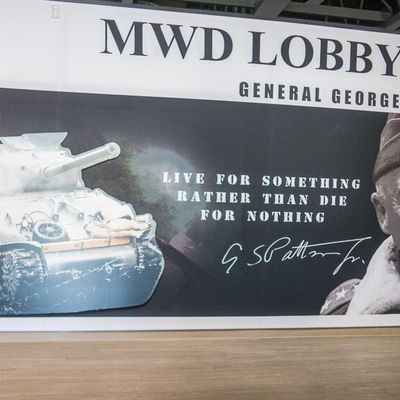 MWD LOBBY
GENERAL GEORGE
LIVE FOR SOMETHING
RATHER THAN DIE
FOR NOTHING
G S Patton Jr.